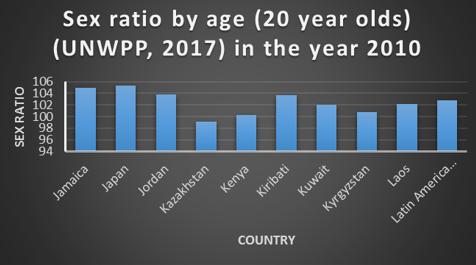 Sex ratio by age (20 year olds)
(UNWPP, 2017) in the year 2010
SEX RATIO
106
104
102
100
98
96
94
Jamaica
Japan
Jordan
Kazakhstan
Kenya
Kiribati
Kuwait
Kyrgyzstan
Laos
Latin America...
COUNTRY